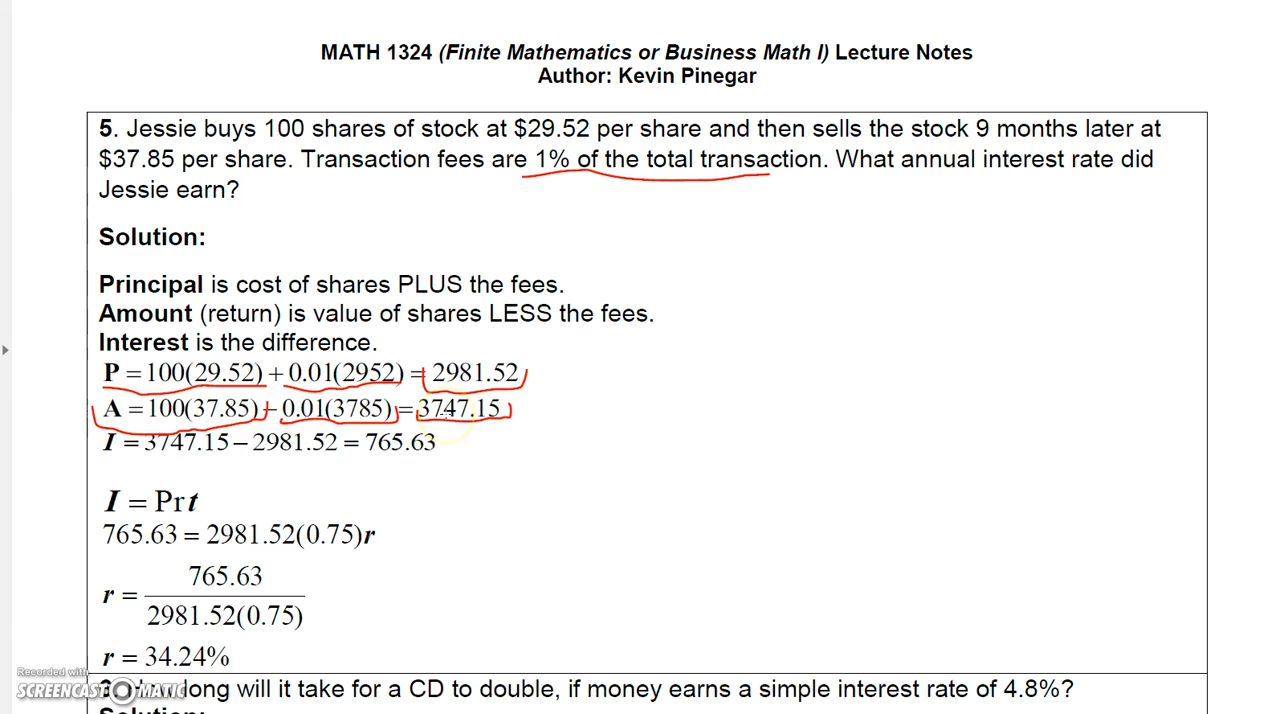 MATH 1324 (Finite Mathematics or Business Math I) Lecture Notes
Author: Kevin Pinegar
5. Jessie buys 100 shares of stock at $29.52 per share and then sells the stock 9 months later at
$37.85 per share. Transaction fees are 1% of the total transaction. What annual interest rate did
Jessie earn?
Solution:
Principal is cost of shares PLUS the fees.
Amount (return) is value of shares LESS the fees.
Interest is the difference.
P = 100(29.52) + 0.01(2952) = 2981.52
A = 100(37.85) − 0.01(3785) = 3747.15
I = 3747.15 − 2981.52 = 765.63
I = Prt
765.63 = 2981.52(0.75)r
765.63
r =
2981.52(0.75)
r = 34.24%
Recorded with
SCREENCAST MATIC
long will it take for a CD to double, if money earns a simple interest rate of 4.8%?
Solution: